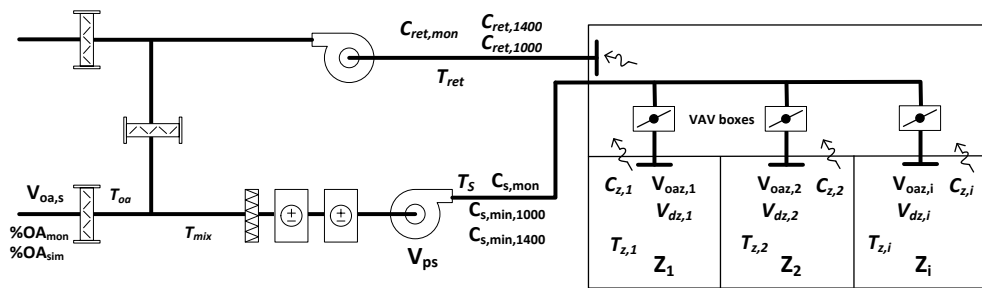 C_ret,mon
C_ret,1400
C_ret,1000
T_ret
VAV boxes
V_oa,s
T_oa
%OA_mon
%OA_sim
T_mix
V_ps
T_S
C_s,mon
C_s,min,1000
C_s,min,1400
C_z,1
C_z,2
C_z,i
V_oaz,1
V_oaz,2
V_oaz,i
V_dz,1
V_dz,2
V_dz,i
T_z,1
T_z,2
T_z,i
Z_1
Z_2
Z_i